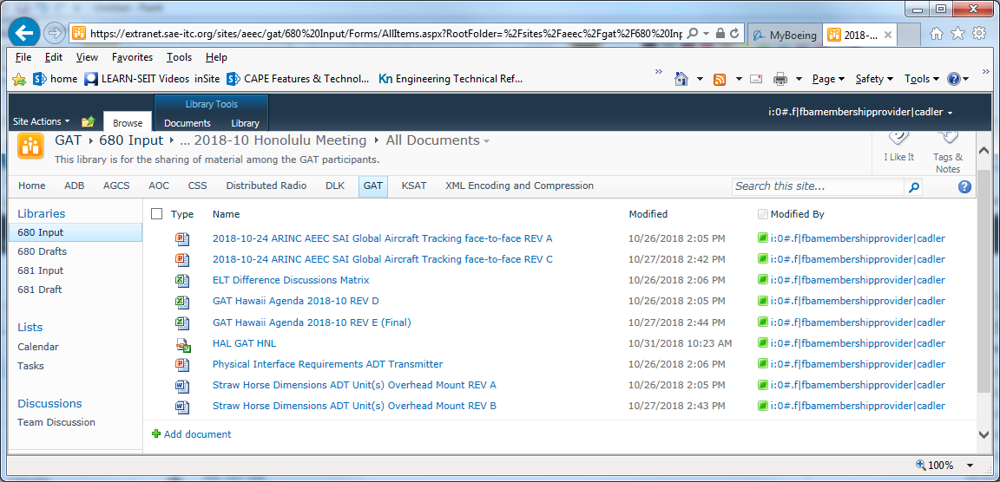 https://extranet.sae-itc.org/sites/aeec/gat/680%20Input/Forms/AllItems.aspx?RootFolder=%2Fsites%2Faeec%2Fgat%2F680%20Inp
MyBoeing
2018-...
File Edit View Favorites Tools Help
home LEARN-SEIT Videos inSite CAPE Features & Technol... Kn Engineering Technical Ref... » Page Safety Tools »
Library Tools
Site Actions Browse Documents Library i:0#.f|fbamembershipprovider|cadler
GAT 680 Input ... 2018-10 Honolulu Meeting All Documents
This library is for the sharing of material among the GAT participants.
I Like It Tags & Notes
Home ADB AGCS AOC CSS Distributed Radio DLK GAT KSAT XML Encoding and Compression Search this site...
Libraries
680 Input
680 Drafts
681 Input
681 Draft
Lists
Calendar
Tasks
Discussions
Team Discussion
Type Name Modified Modified By
2018-10-24 ARINC AEEC SAI Global Aircraft Tracking face-to-face REV A 10/26/2018 2:05 PM i:0#.f|fbamembershipprovider|cadler
2018-10-24 ARINC AEEC SAI Global Aircraft Tracking face-to-face REV C 10/27/2018 2:42 PM i:0#.f|fbamembershipprovider|cadler
ELT Difference Discussions Matrix 10/26/2018 2:06 PM i:0#.f|fbamembershipprovider|cadler
GAT Hawaii Agenda 2018-10 REV D 10/26/2018 2:05 PM i:0#.f|fbamembershipprovider|cadler
GAT Hawaii Agenda 2018-10 REV E (Final) 10/27/2018 2:44 PM i:0#.f|fbamembershipprovider|cadler
HAL GAT HNL 10/31/2018 10:23 AM i:0#.f|fbamembershipprovider|cadler
Physical Interface Requirements ADT Transmitter 10/26/2018 2:06 PM i:0#.f|fbamembershipprovider|cadler
Straw Horse Dimensions ADT Unit(s) Overhead Mount REV A 10/26/2018 2:05 PM i:0#.f|fbamembershipprovider|cadler
Straw Horse Dimensions ADT Unit(s) Overhead Mount REV B 10/27/2018 2:43 PM i:0#.f|fbamembershipprovider|cadler
Add document
100%